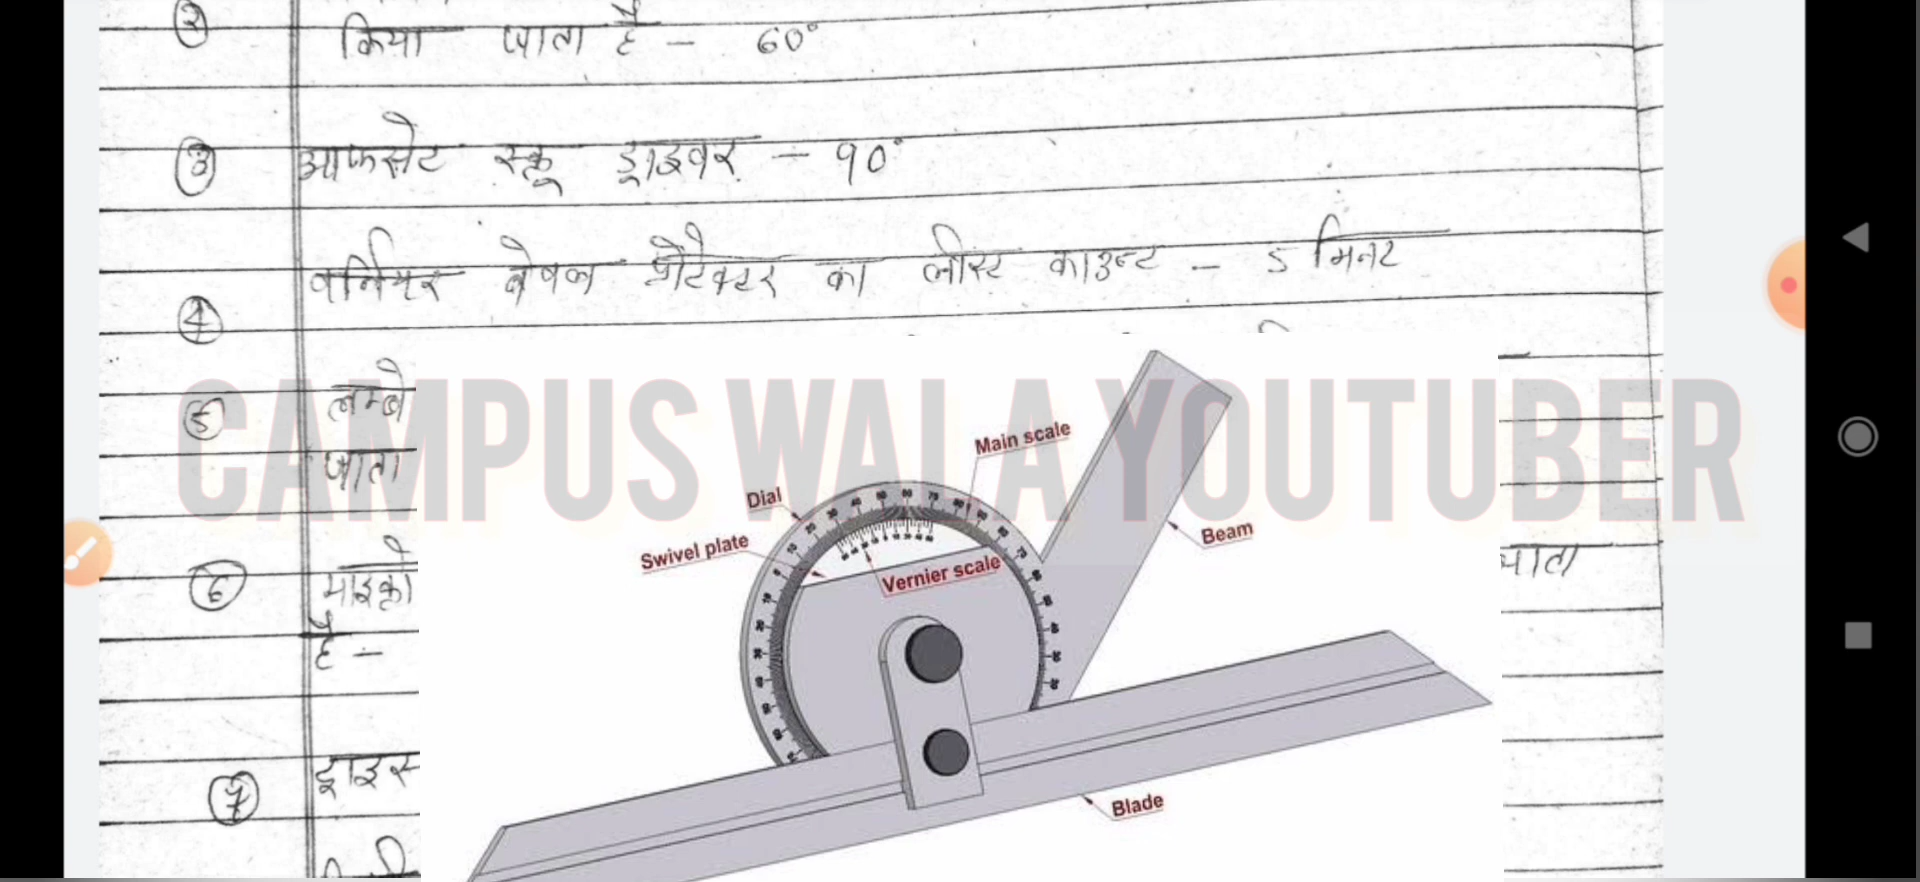 ②
किया जाता है - 60°
③ आफसेट स्क्रू ड्राइवर - 90°
④ वर्नियर बेवल प्रोटैक्टर का लीस्ट काउन्ट - 5 मिनट
⑤ लम्बे
जाता
⑥ माइक्रो
जाता
है -
⑦ ड्राइ
CAMPUS WALA YOUTUBER
Main scale
Dial
Beam
Swivel plate
Vernier scale
Blade